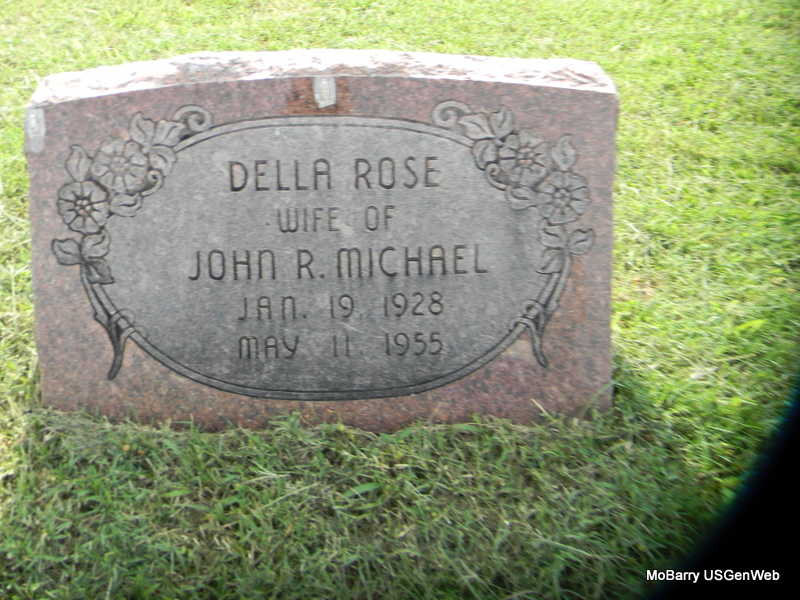 DELLA ROSE
WIFE OF
JOHN R. MICHAEL
JAN. 19, 1928
MAY 11, 1955
MoBarry USGenWeb